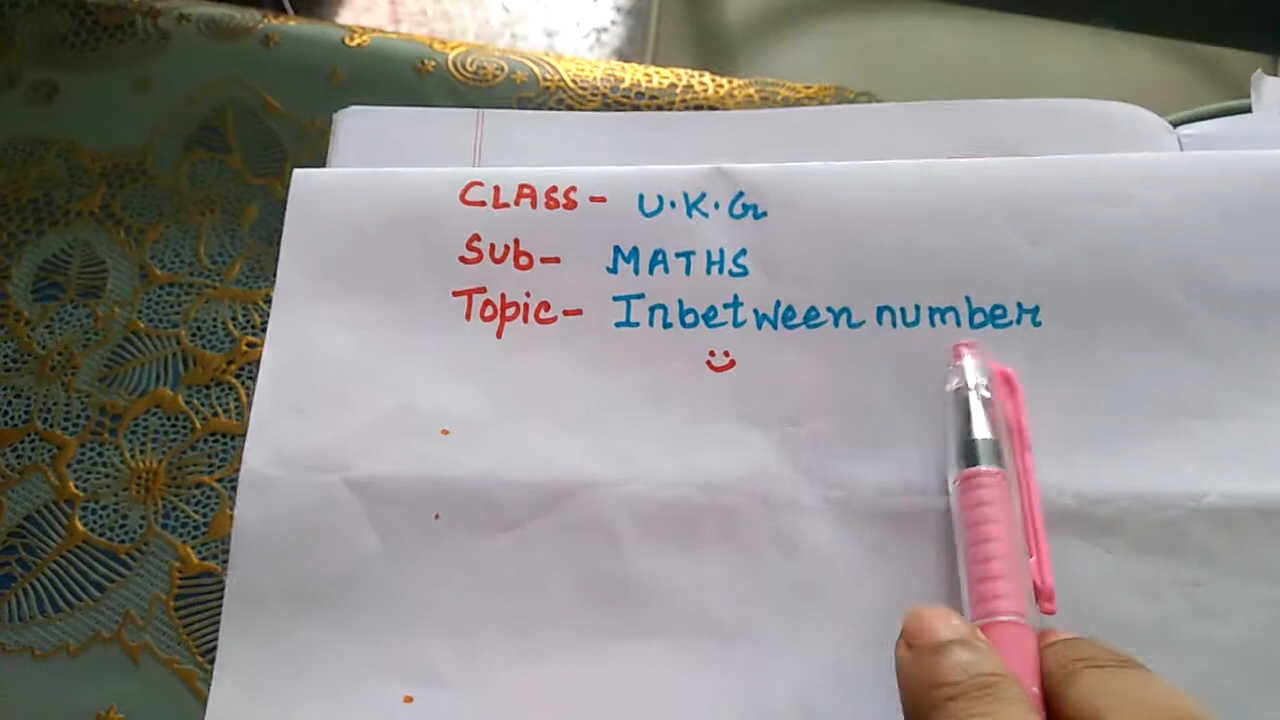 CLASS- U.K.G
Sub- MATHS
Topic- Inbetween number